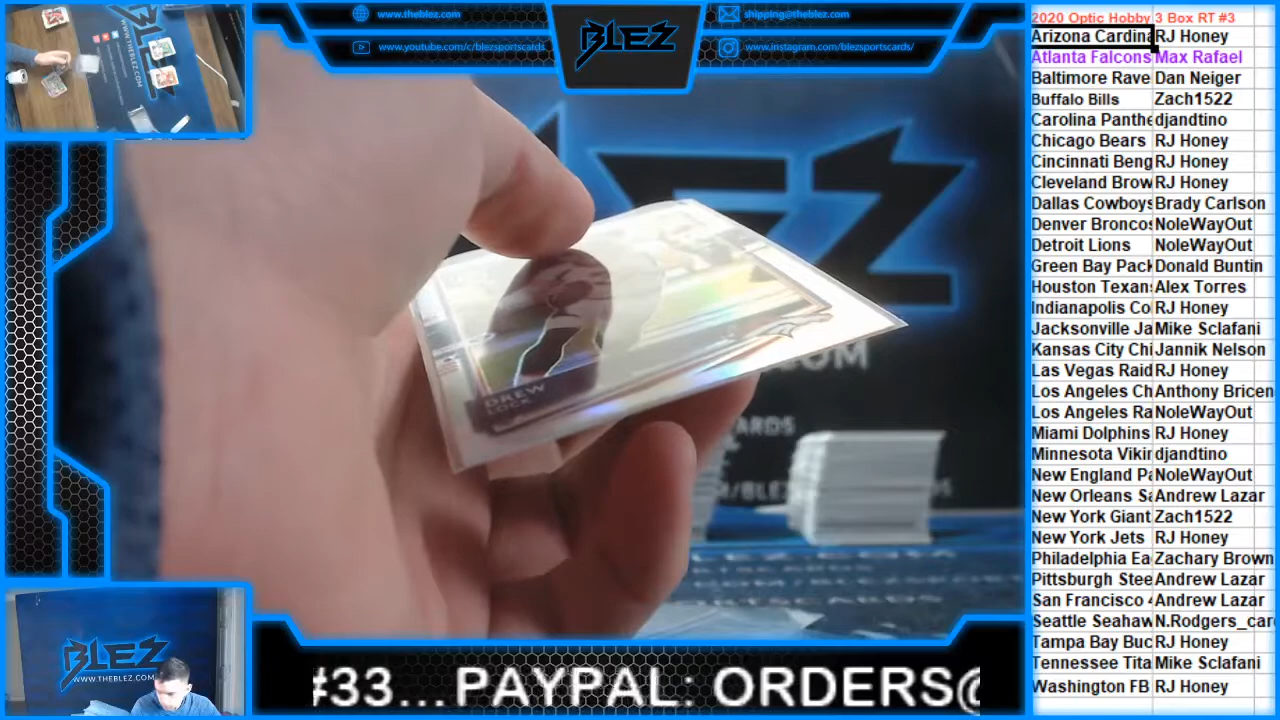 www.theblez.com
shipping@theblez.com
www.youtube.com/c/blezsportscards
www.instagram.com/blezsportscards/
BLEZ
DREW
LOCK
BLEZ
WWW.THEBLEZ.COM
#33...PAYPAL: ORDERS@
2020 Optic Hobby 3 Box RT #3
Arizona Cardina RJ Honey
Atlanta Falcons Max Rafael
Baltimore Rave Dan Neiger
Buffalo Bills Zach1522
Carolina Panthe djandtino
Chicago Bears RJ Honey
Cincinnati Beng RJ Honey
Cleveland Brow RJ Honey
Dallas Cowboys Brady Carlson
Denver Broncos NoleWayOut
Detroit Lions NoleWayOut
Green Bay Pack Donald Buntin
Houston Texans Alex Torres
Indianapolis Co RJ Honey
Jacksonville Ja Mike Sclafani
Kansas City Chi Jannik Nelson
Las Vegas Raid RJ Honey
Los Angeles Ch Anthony Bricen
Los Angeles Ra NoleWayOut
Miami Dolphins RJ Honey
Minnesota Vikin djandtino
New England Pa NoleWayOut
New Orleans Sa Andrew Lazar
New York Giant Zach1522
New York Jets RJ Honey
Philadelphia Ea Zachary Brown
Pittsburgh Stee Andrew Lazar
San Francisco 4 Andrew Lazar
Seattle Seahaw N.Rodgers_car
Tampa Bay Buc RJ Honey
Tennessee Tita Mike Sclafani
Washington FB RJ Honey